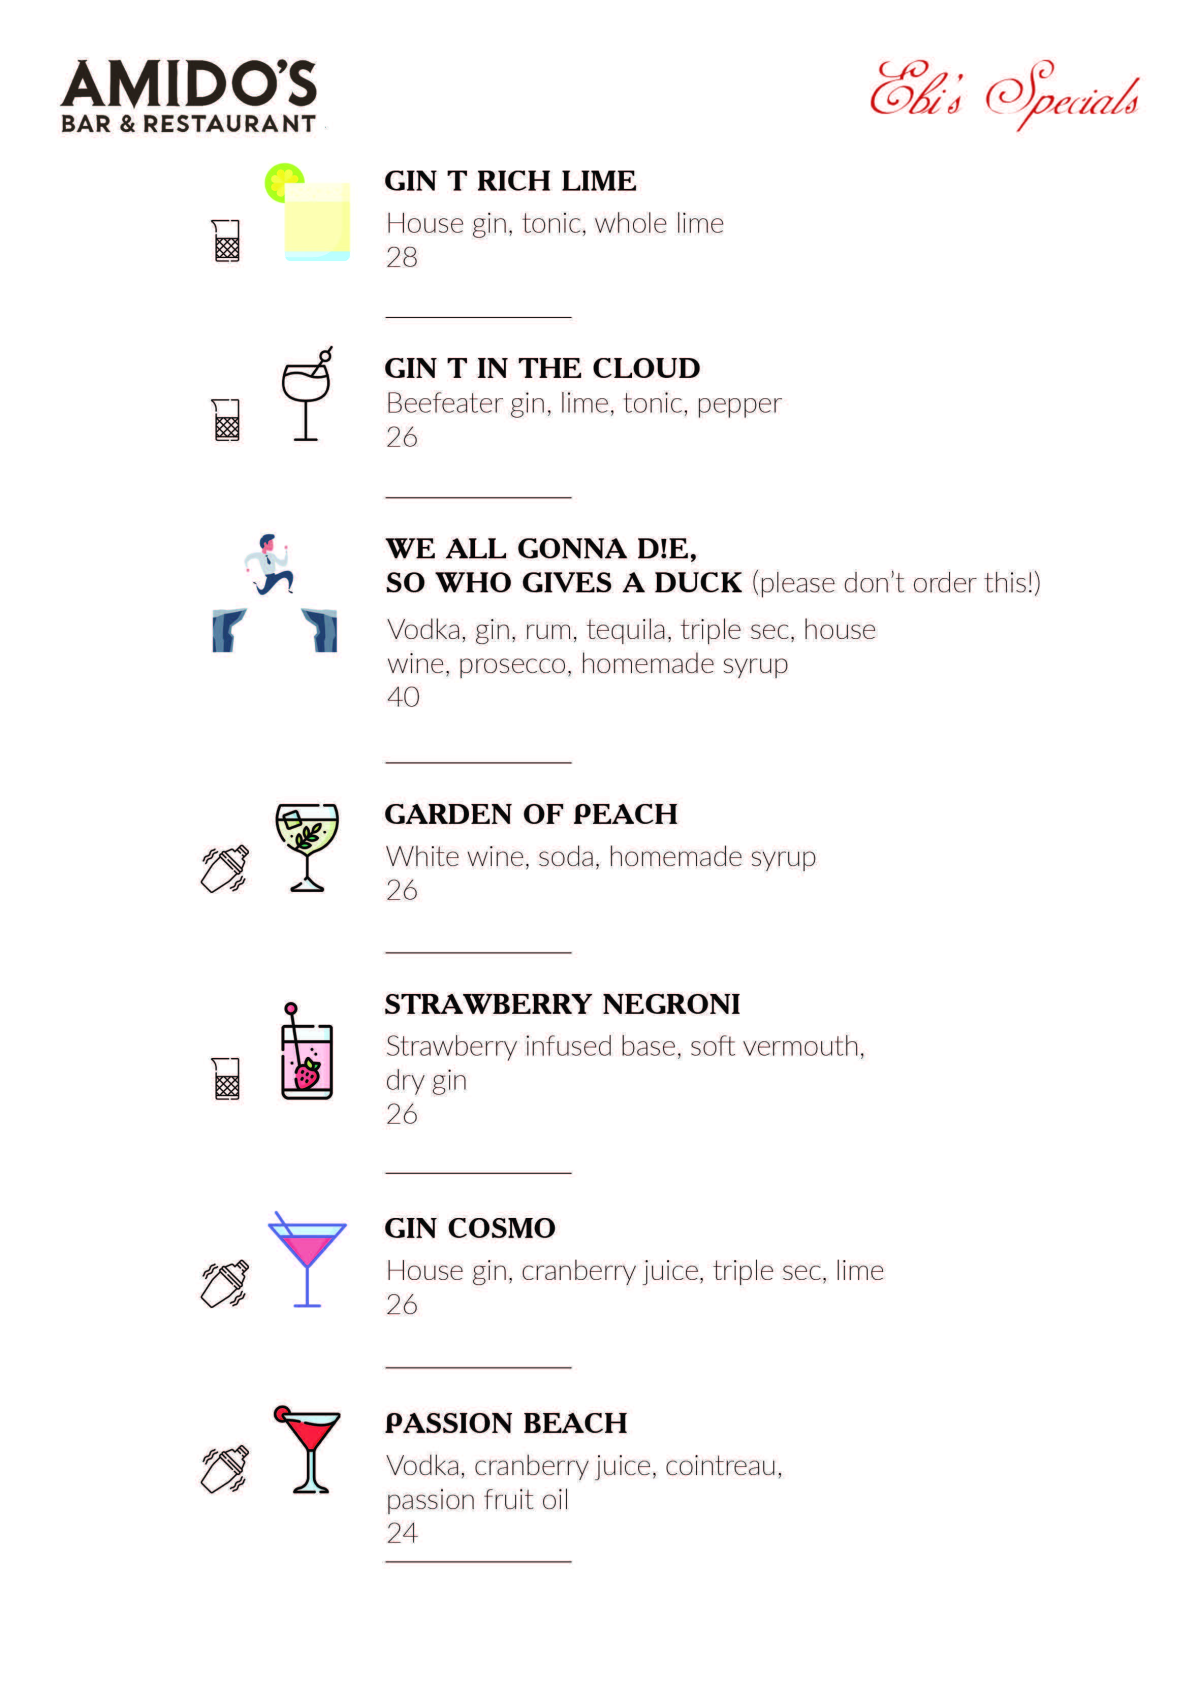 AMIDO'S
BAR & RESTAURANT
Ebi's Specials
GIN T RICH LIME
House gin, tonic, whole lime
28
GIN T IN THE CLOUD
Beefeater gin, lime, tonic, pepper
26
WE ALL GONNA D!E,
SO WHO GIVES A DUCK (please don't order this!)
Vodka, gin, rum, tequila, triple sec, house
wine, prosecco, homemade syrup
40
GARDEN OF PEACH
White wine, soda, homemade syrup
26
STRAWBERRY NEGRONI
Strawberry infused base, soft vermouth,
dry gin
26
GIN COSMO
House gin, cranberry juice, triple sec, lime
26
PASSION BEACH
Vodka, cranberry juice, cointreau,
passion fruit oil
24